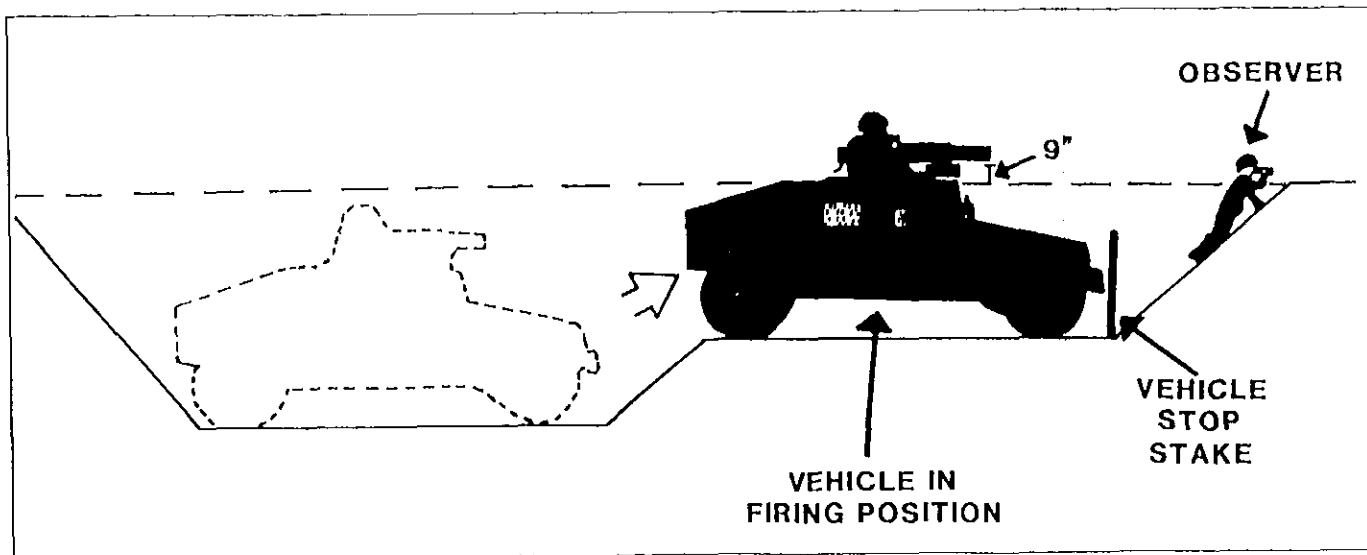 OBSERVER
9"
VEHICLE
STOP
STAKE
VEHICLE IN
FIRING POSITION